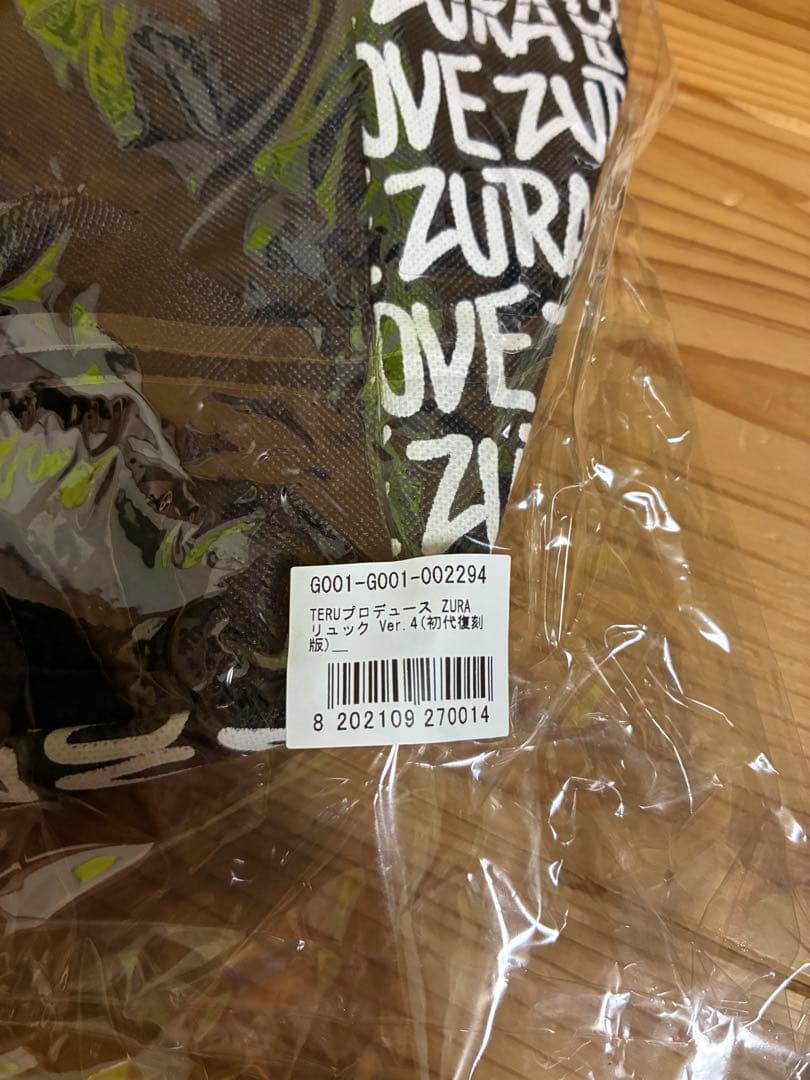 ZURA
OVE ZU
ZURA
OVE
ZU
G001-G001-002294
TERUプロデュース ZURA
リュック Ver.4(初代復刻
版)__
8 202109 270014